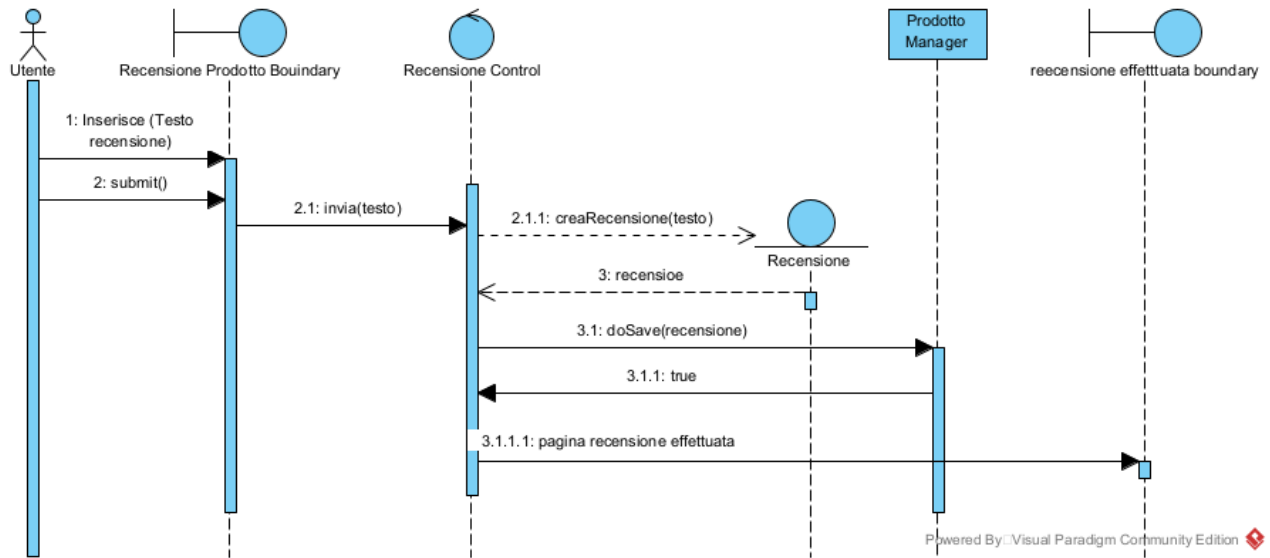 Prodotto
Manager
Utente
Recensione Prodotto Bouindary
Recensione Control
reecensione effetttuata boundary
1: Inserisce (Testo
recensione)
2: submit()
2.1: invia(testo)
2.1.1: creaRecensione(testo)
Recensione
3: recensioe
3.1: doSave(recensione)
3.1.1: true
3.1.1.1: pagina recensione effettuata
Powered By Visual Paradigm Community Edition